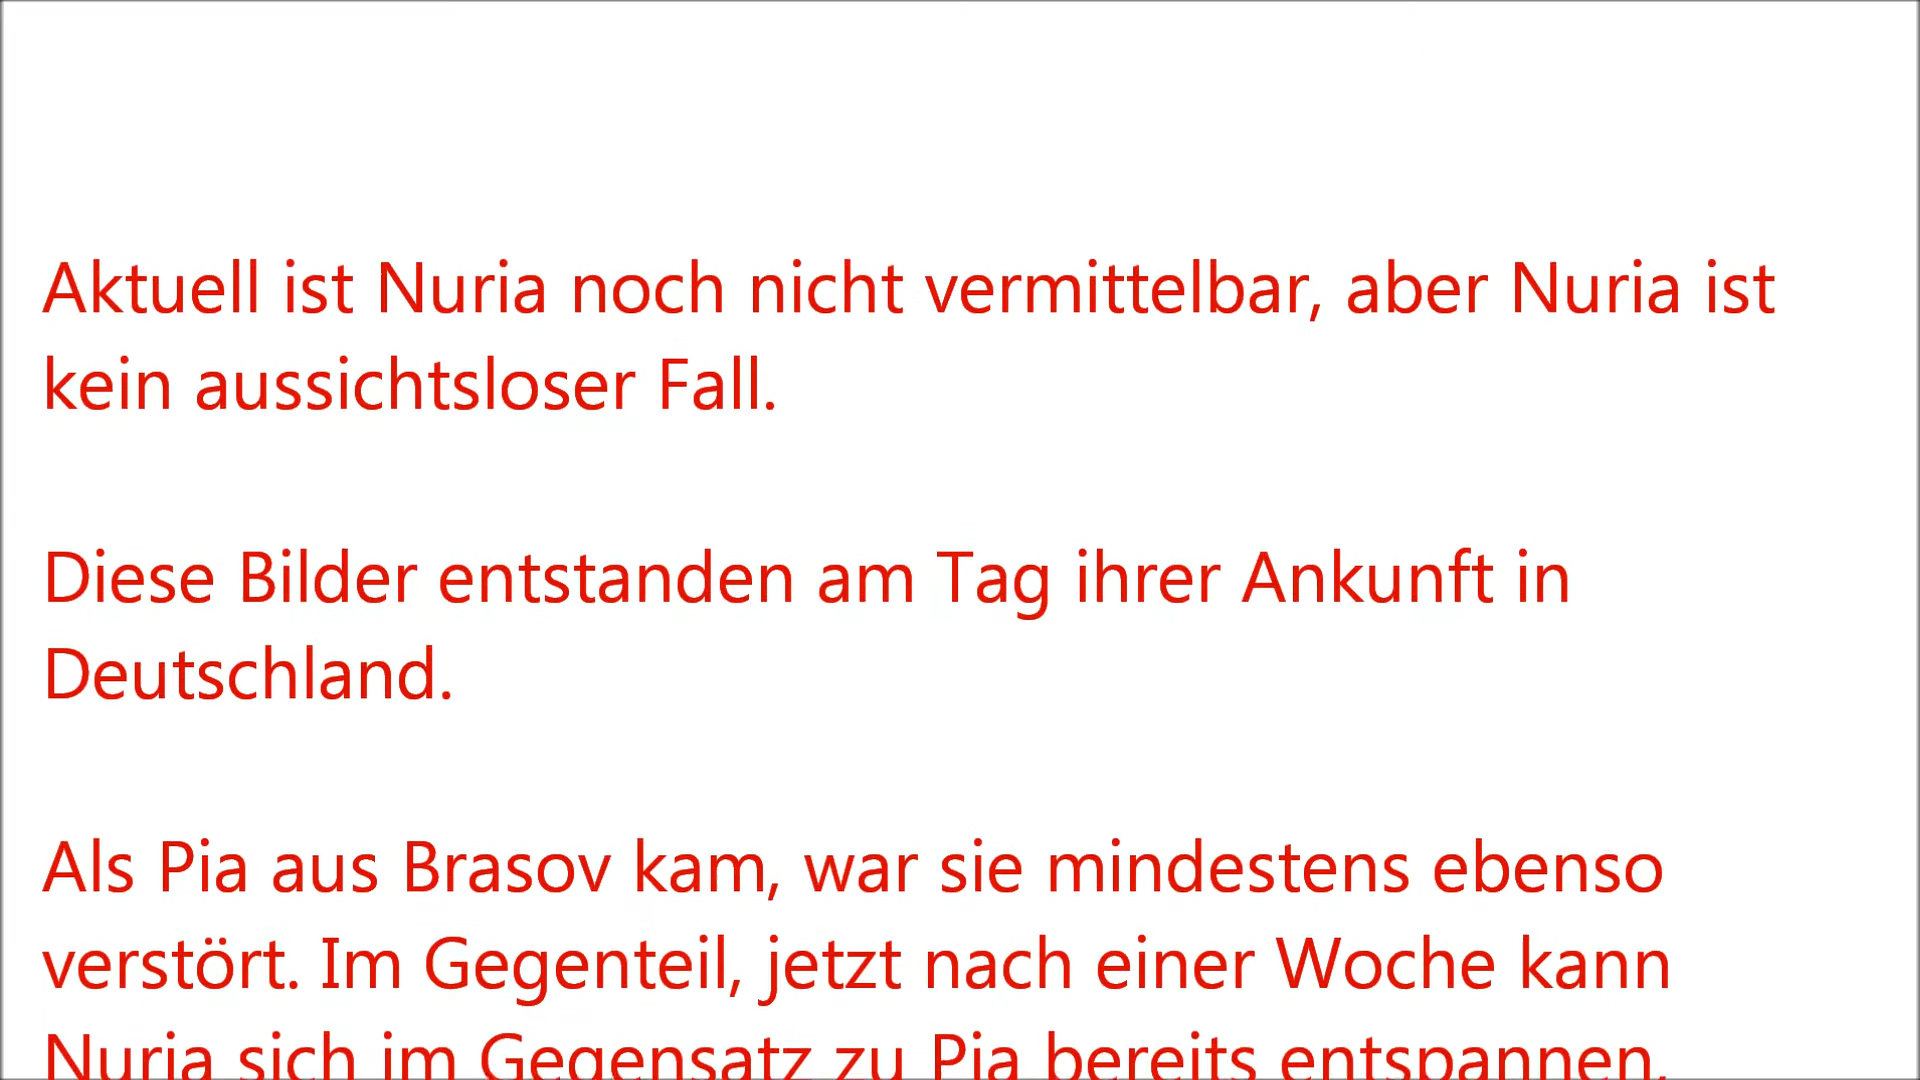 Aktuell ist Nuria noch nicht vermittelbar, aber Nuria ist
kein aussichtsloser Fall.
Diese Bilder entstanden am Tag ihrer Ankunft in
Deutschland.
Als Pia aus Brasov kam, war sie mindestens ebenso
verstört. Im Gegenteil, jetzt nach einer Woche kann
Nuria sich im Gegensatz zu Pia bereits entspannen,